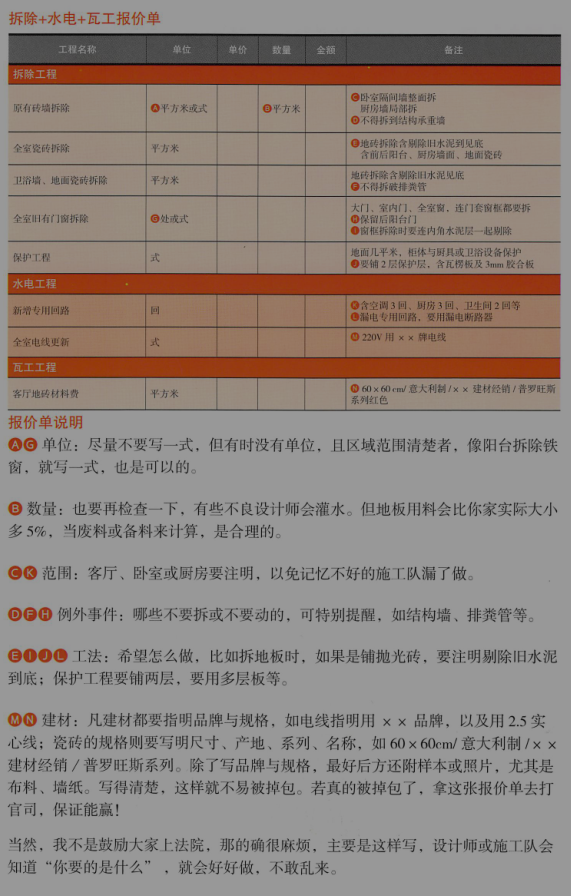 拆除+水电+瓦工报价单
工程名称 单位 单价 数量 金额 备注
拆除工程
原有砖墙拆除 A平方米或式 B平方米 C卧室隔间墙整面拆
厨房墙局部拆
D不得拆到结构承重墙
全室瓷砖拆除 平方米 E地砖拆除含剔除旧水泥到见底
含前后阳台、厨房墙面、地面瓷砖
卫浴墙、地面瓷砖拆除 平方米 地砖拆除含剔除旧水泥见底
F不得拆破排粪管
全室旧有门窗拆除 G处或式 大门、室内门、全室窗，连门套窗框都要拆
H保留后阳台门
I窗框拆除时要连内角水泥层一起剔除
保护工程 式 地面几平米，柜体与厨具或卫浴设备保护
J要铺2层保护层，含瓦楞板及3mm胶合板
水电工程
新增专用回路 回 K含空调3回、厨房3回、卫生间2回等
L漏电专用回路，要用漏电断路器
全室电线更新 式 M 220V用××牌电线
瓦工工程
客厅地砖材料费 平方米 N 60×60cm/意大利制/××建材经销/普罗旺斯
系列红色
报价单说明
AG 单位：尽量不要写一式，但有时没有单位，且区域范围清楚者，像阳台拆除铁
窗，就写一式，也是可以的。
B 数量：也要再检查一下，有些不良设计师会灌水。但地板用料会比你家实际大小
多5%，当废料或备料来计算，是合理的。
CK 范围：客厅、卧室或厨房要注明，以免记忆不好的施工队漏了做。
DFH 例外事件：哪些不要拆或不要动的，可特别提醒，如结构墙、排粪管等。
EIJL 工法：希望怎么做，比如拆地板时，如果是铺抛光砖，要注明剔除旧水泥
到底；保护工程要铺两层，要用多层板等。
MN 建材：凡建材都要指明品牌与规格，如电线指明用××品牌，以及用2.5实
心线；瓷砖的规格则要写明尺寸、产地、系列、名称，如60×60cm/意大利制/××
建材经销/普罗旺斯系列。除了写品牌与规格，最好后方还附样本或照片，尤其是
布料、墙纸。写得清楚，这样就不易被掉包。若真的被掉包了，拿这张报价单去打
官司，保证能赢！
当然，我不是鼓励大家上法院，那的确很麻烦，主要是这样写，设计师或施工队会
知道“你要的是什么”，就会好好做，不敢乱来。